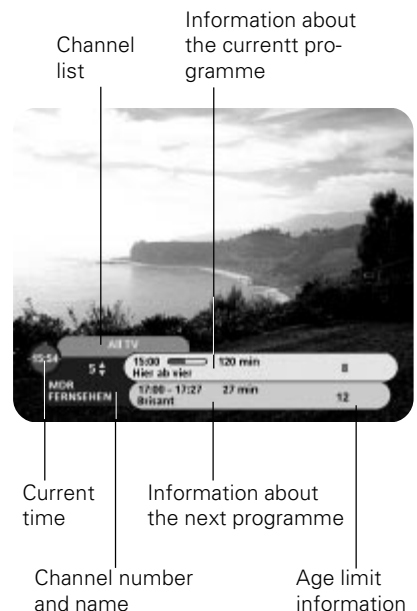 Information about
the currentt pro-
gramme
Channel
list
All TV
15:54
5
15:00 120 min
Hier ab vier
8
MDR
FERNSEHEN
17:00 - 17:27 27 min
Brisant
12
Current
time
Information about
the next programme
Channel number
and name
Age limit
information